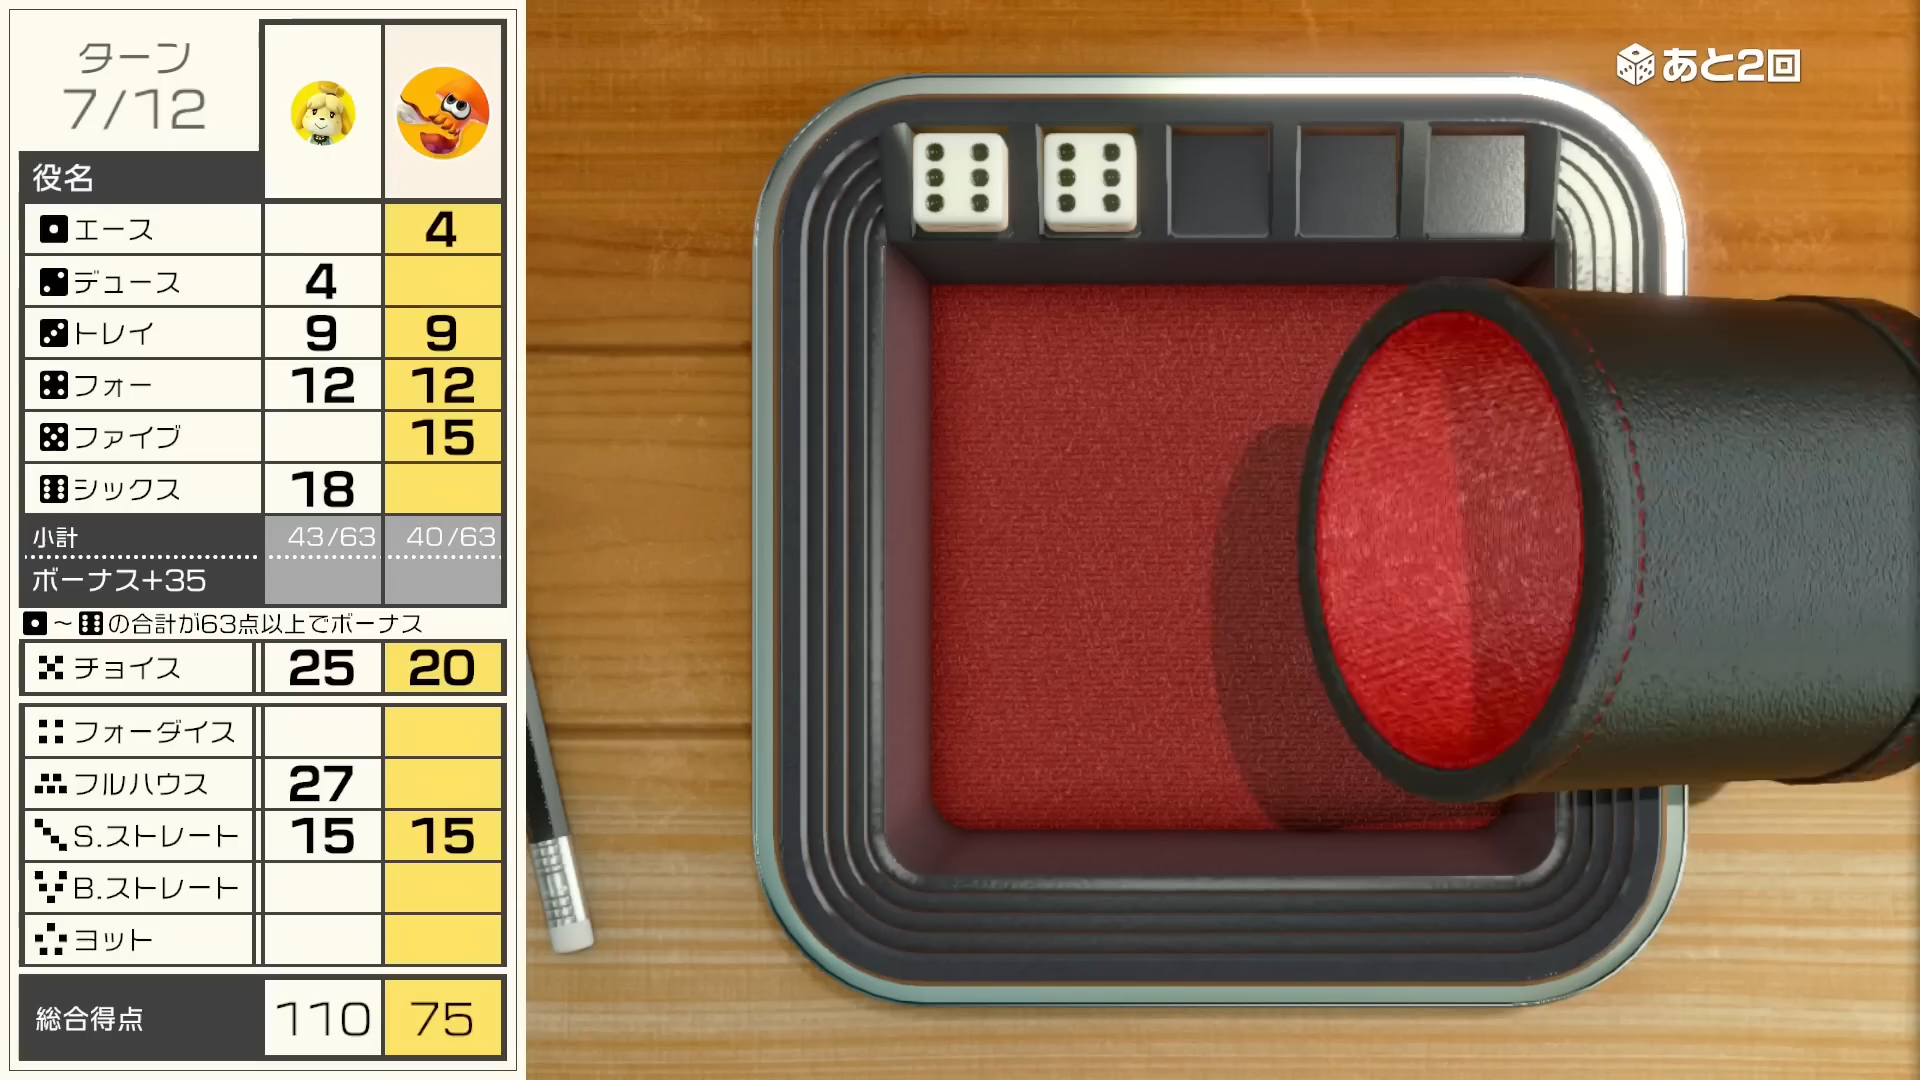 ターン
7/12
あと2回
役名
エース 4
デュース 4
トレイ 9 9
フォー 12 12
ファイブ 15
シックス 18
小計 43/63 40/63
ボーナス+35
～の合計が63点以上でボーナス
チョイス 25 20
フォーダイス
フルハウス 27
S.ストレート 15 15
B.ストレート
ヨット
総合得点 110 75